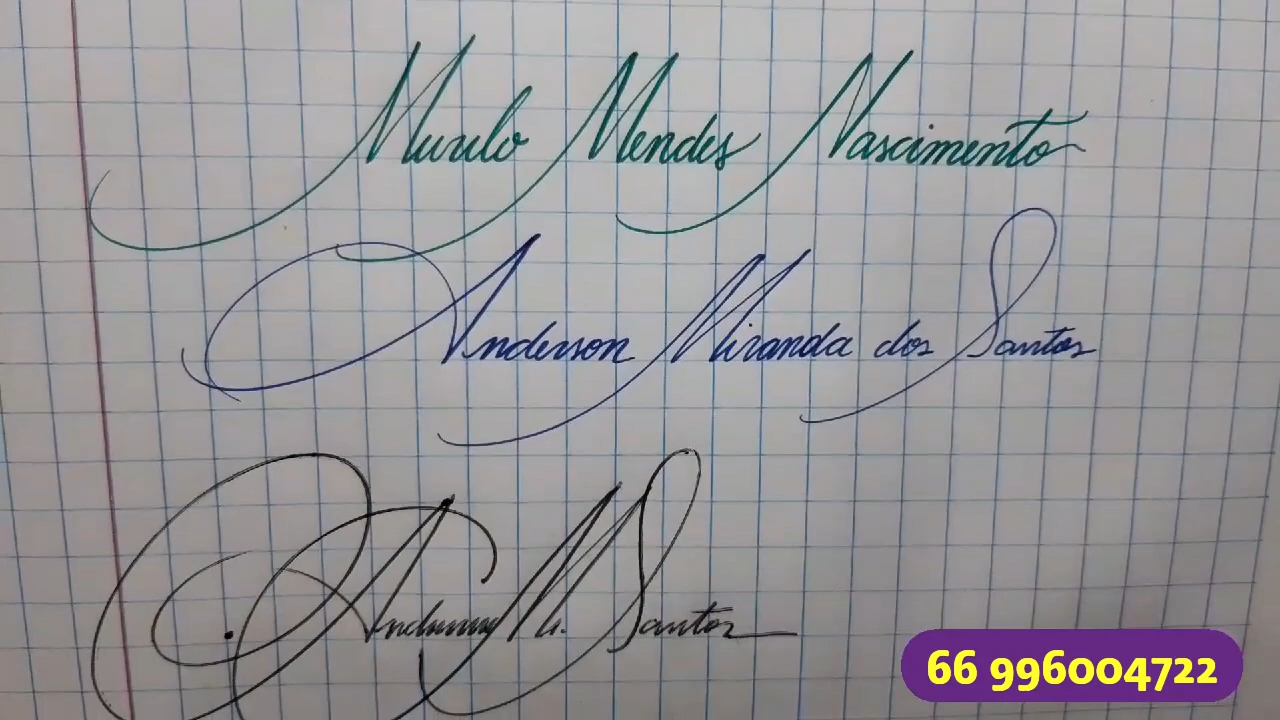 Murilo Mendes Nascimento
Anderson Miranda dos Santos
Anderson M. Santos
66 996004722